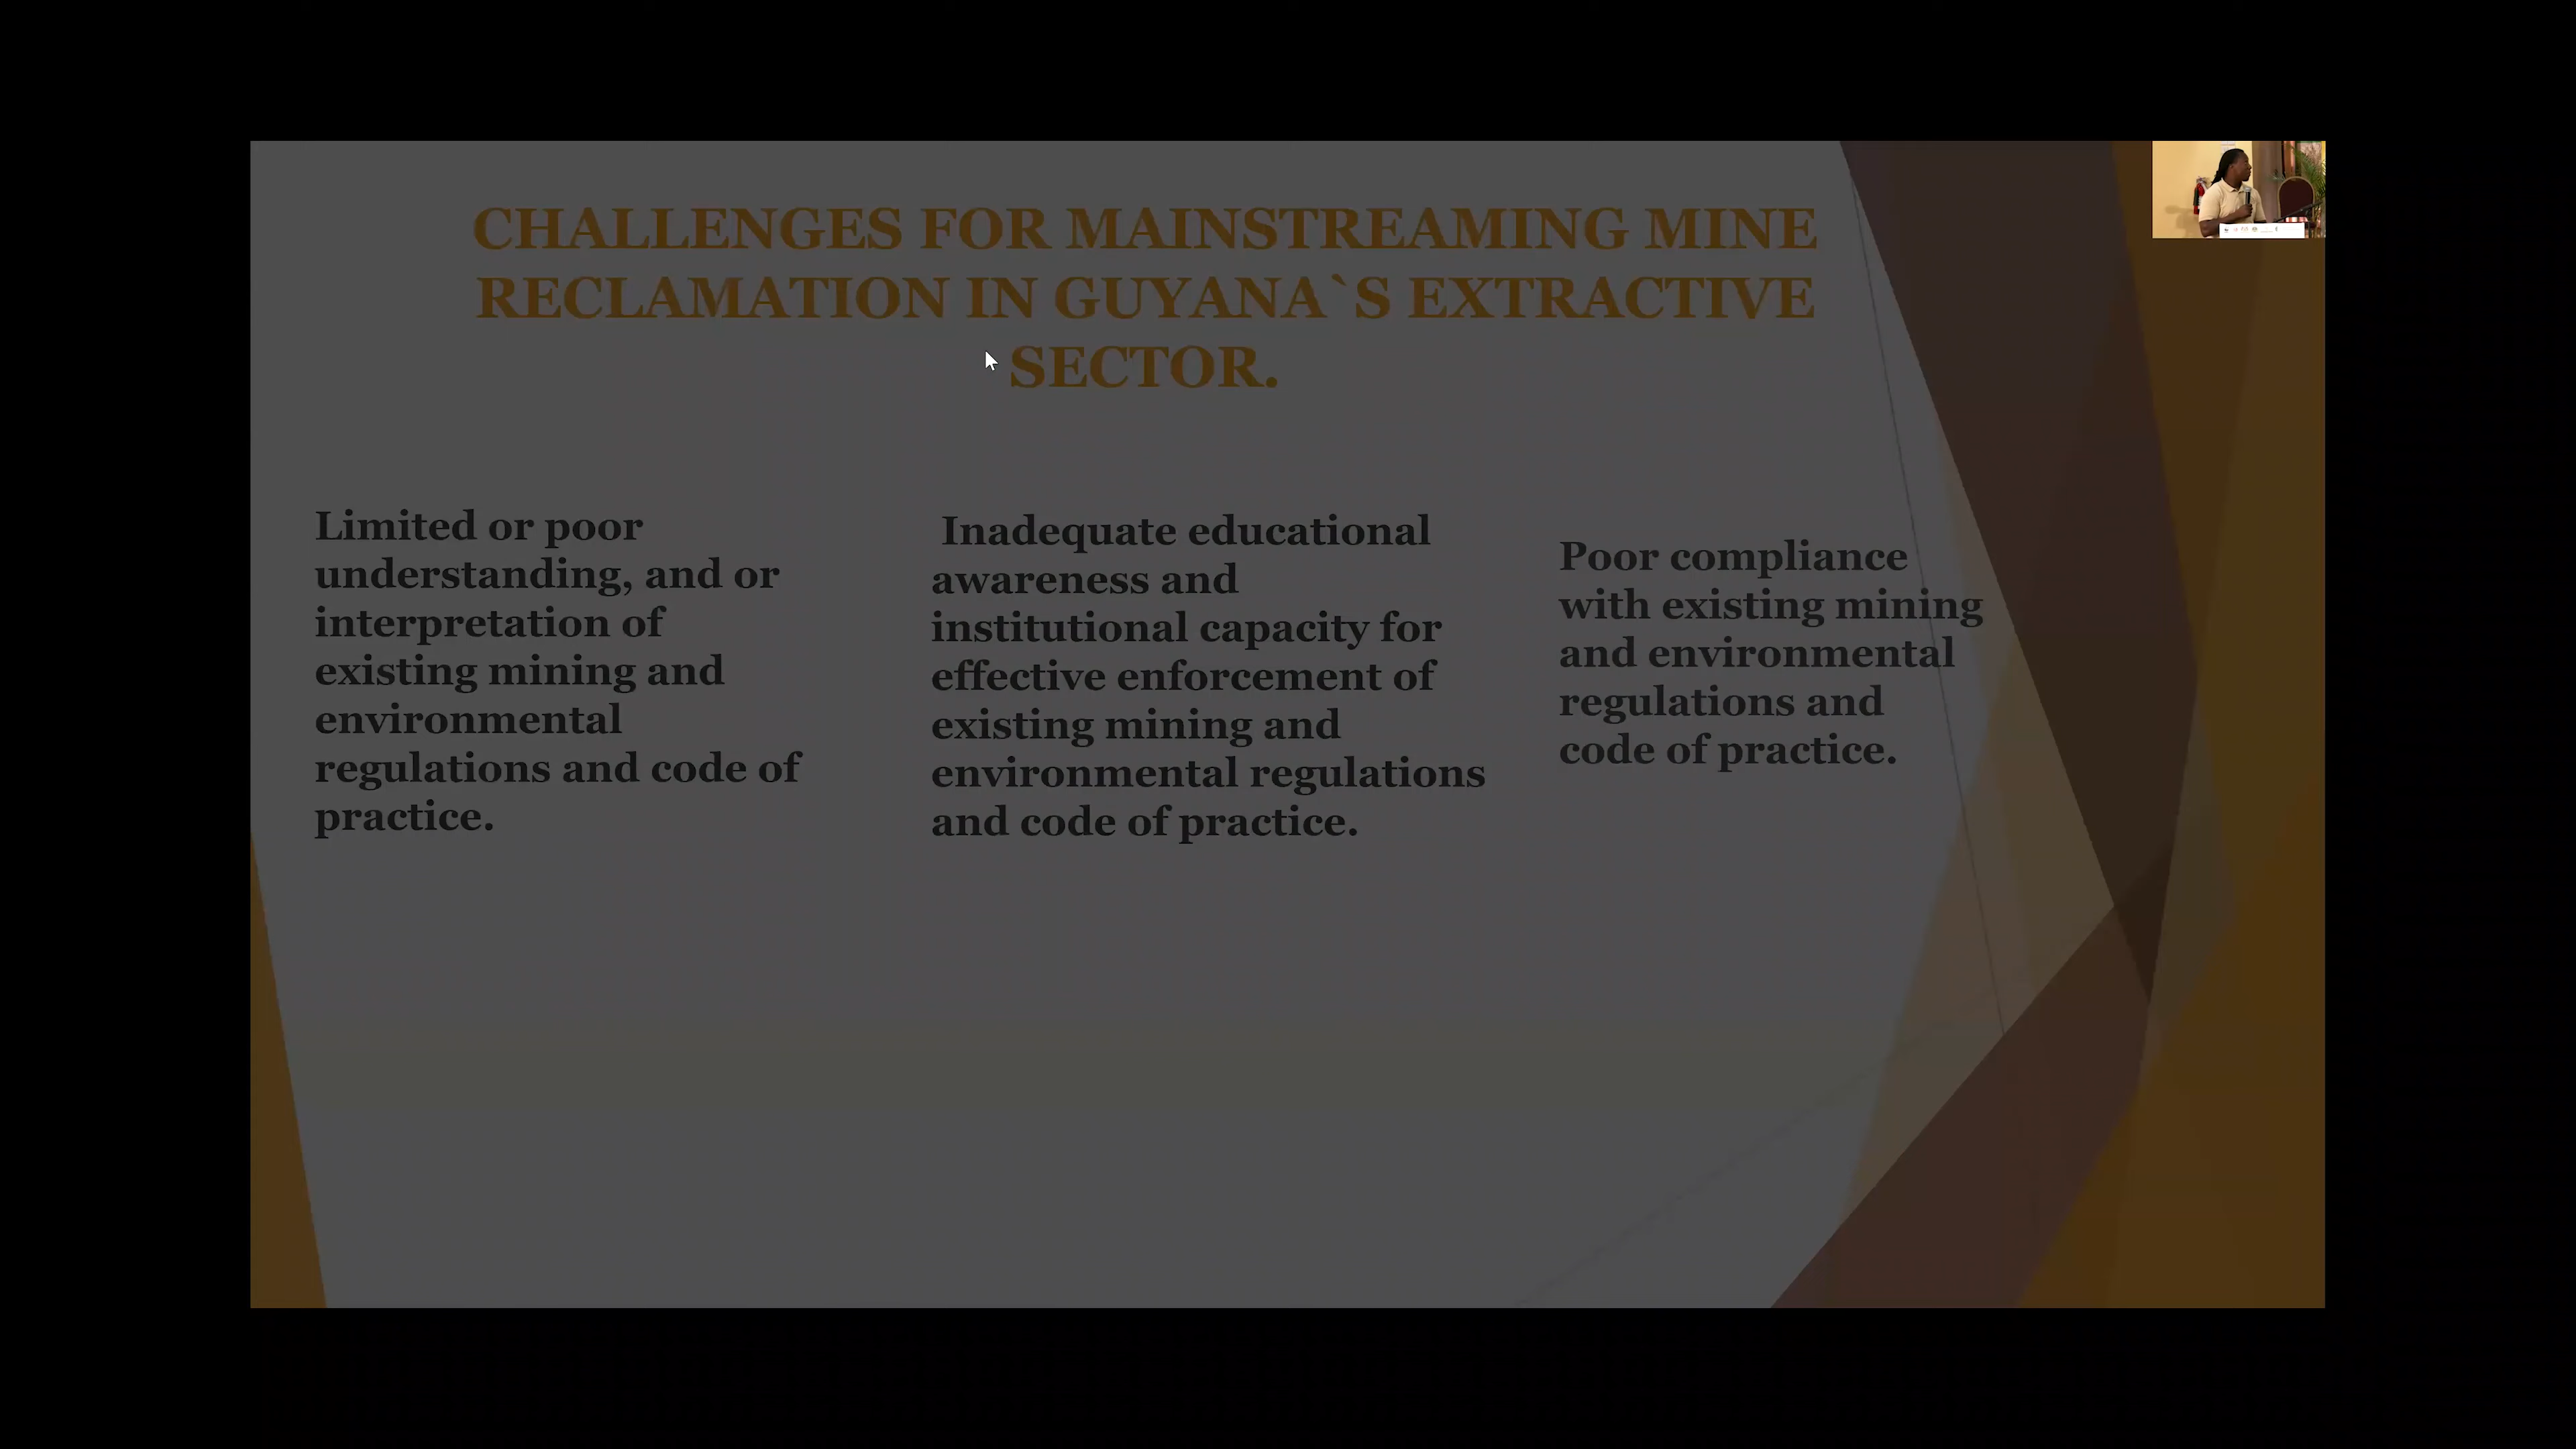 CHALLENGES FOR MAINSTREAMING MINE
RECLAMATION IN GUYANA`S EXTRACTIVE
SECTOR.
Limited or poor
understanding, and or
interpretation of
existing mining and
environmental
regulations and code of
practice.
Inadequate educational
awareness and
institutional capacity for
effective enforcement of
existing mining and
environmental regulations
and code of practice.
Poor compliance
with existing mining
and environmental
regulations and
code of practice.